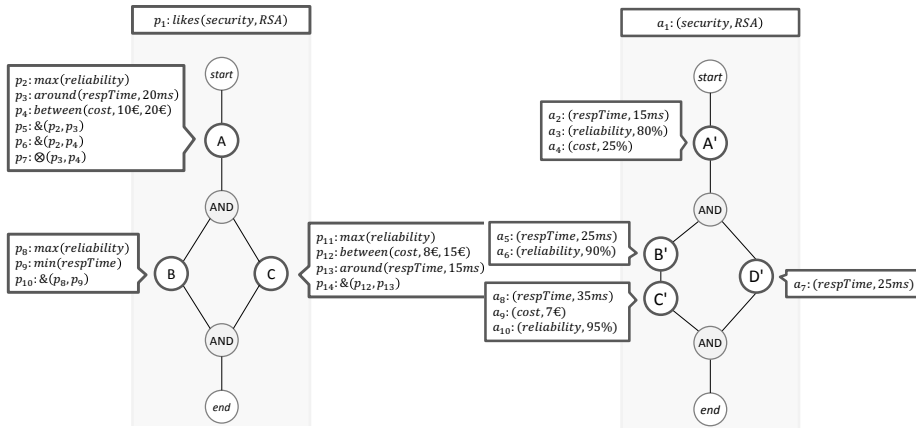 p₁: likes(security, RSA)
start
p₂: max(reliability)
p₃: around(respTime, 20ms)
p₄: between(cost, 10€, 20€)
p₅: &(p₂, p₃)
p₆: &(p₂, p₄)
p₇: ⊗(p₃, p₄)
A
AND
p₈: max(reliability)
p₉: min(respTime)
p₁₀: &(p₈, p₉)
B
C
p₁₁: max(reliability)
p₁₂: between(cost, 8€, 15€)
p₁₃: around(respTime, 15ms)
p₁₄: &(p₁₂, p₁₃)
AND
end
a₁: (security, RSA)
start
a₂: (respTime, 15ms)
a₃: (reliability, 80%)
a₄: (cost, 25%)
A'
AND
a₅: (respTime, 25ms)
a₆: (reliability, 90%)
B'
a₈: (respTime, 35ms)
a₉: (cost, 7€)
a₁₀: (reliability, 95%)
C'
D'
a₇: (respTime, 25ms)
AND
end